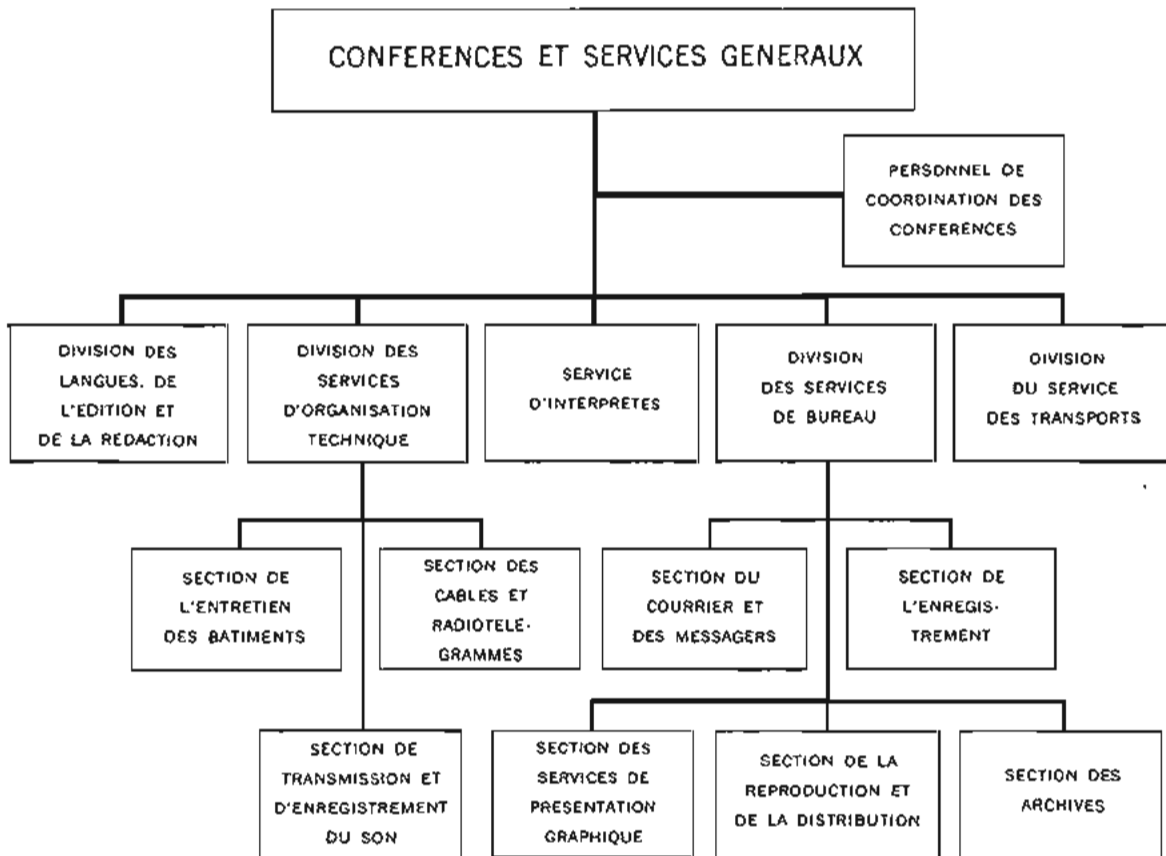 CONFERENCES ET SERVICES GENERAUX
PERSONNEL DE
COORDINATION DES
CONFERENCES
DIVISION DES
LANGUES, DE
L'EDITION ET
DE LA REDACTION
DIVISION DES
SERVICES
D'ORGANISATION
TECHNIQUE
SERVICE
D'INTERPRETES
DIVISION
DES SERVICES
DE BUREAU
DIVISION
DU SERVICE
DES TRANSPORTS
SECTION DE
L'ENTRETIEN
DES BATIMENTS
SECTION DES
CABLES ET
RADIOTELE-
GRAMMES
SECTION DU
COURRIER ET
DES MESSAGERS
SECTION DE
L'ENREGIS-
TREMENT
SECTION DE
TRANSMISSION ET
D'ENREGISTREMENT
DU SON
SECTION DES
SERVICES DE
PRESENTATION
GRAPHIQUE
SECTION DE LA
REPRODUCTION ET
DE LA DISTRIBUTION
SECTION DES
ARCHIVES